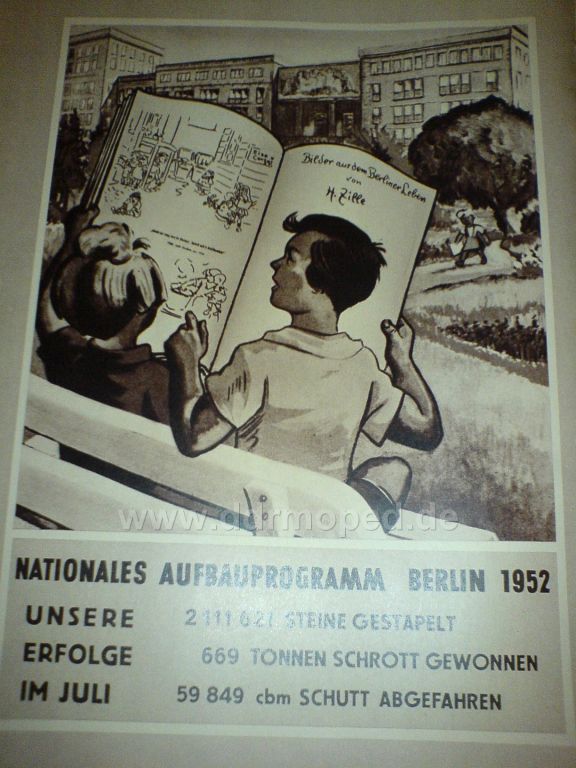 Bilder aus dem Berliner Leben
von
H. Zille
www.darmoped.de
NATIONALES AUFBAUPROGRAMM BERLIN 1952
UNSERE 2 111 621 STEINE GESTAPELT
ERFOLGE 669 TONNEN SCHROTT GEWONNEN
IM JULI 59 849 cbm SCHUTT ABGEFAHREN